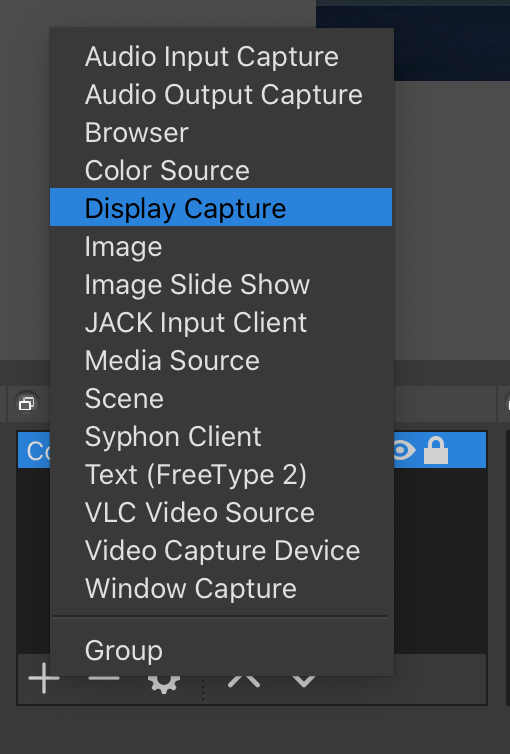 Audio Input Capture
Audio Output Capture
Browser
Color Source
Display Capture
Image
Image Slide Show
JACK Input Client
Media Source
Scene
Syphon Client
Text (FreeType 2)
VLC Video Source
Video Capture Device
Window Capture
Group